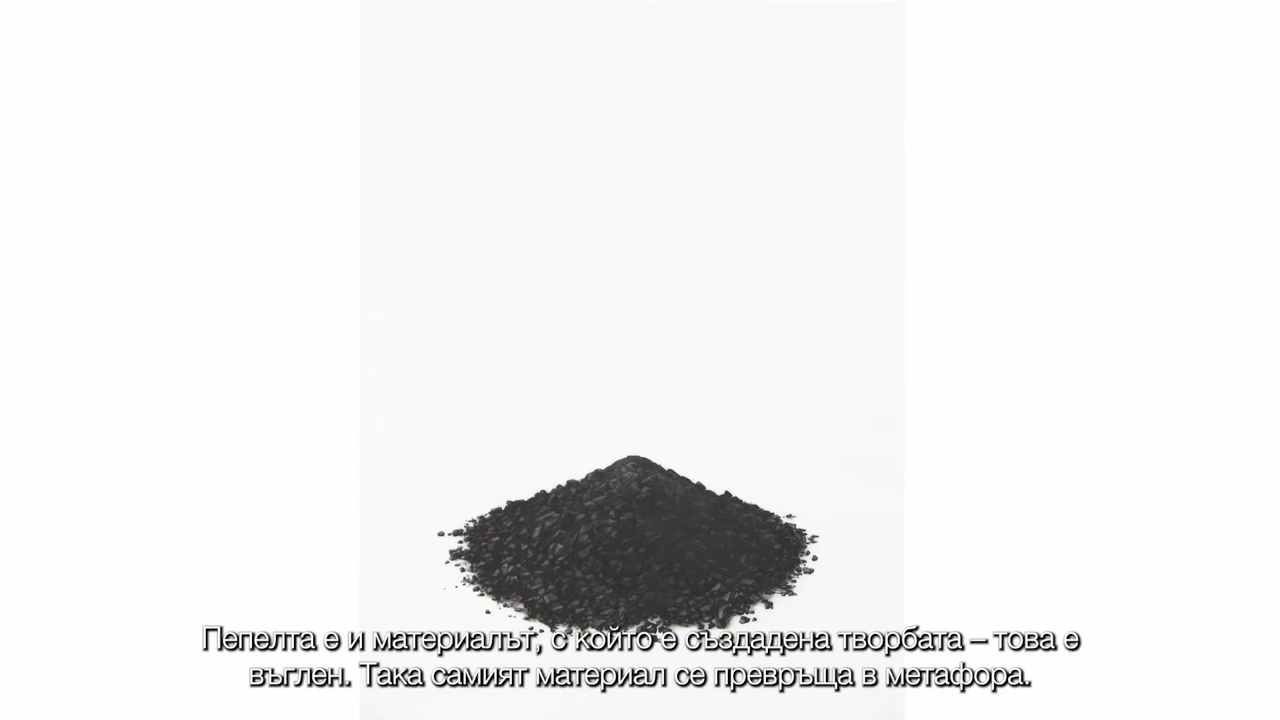 Пепелта е и материалът, с който е създадена творбата – това е
въглен. Така самият материал се превръща в метафора.